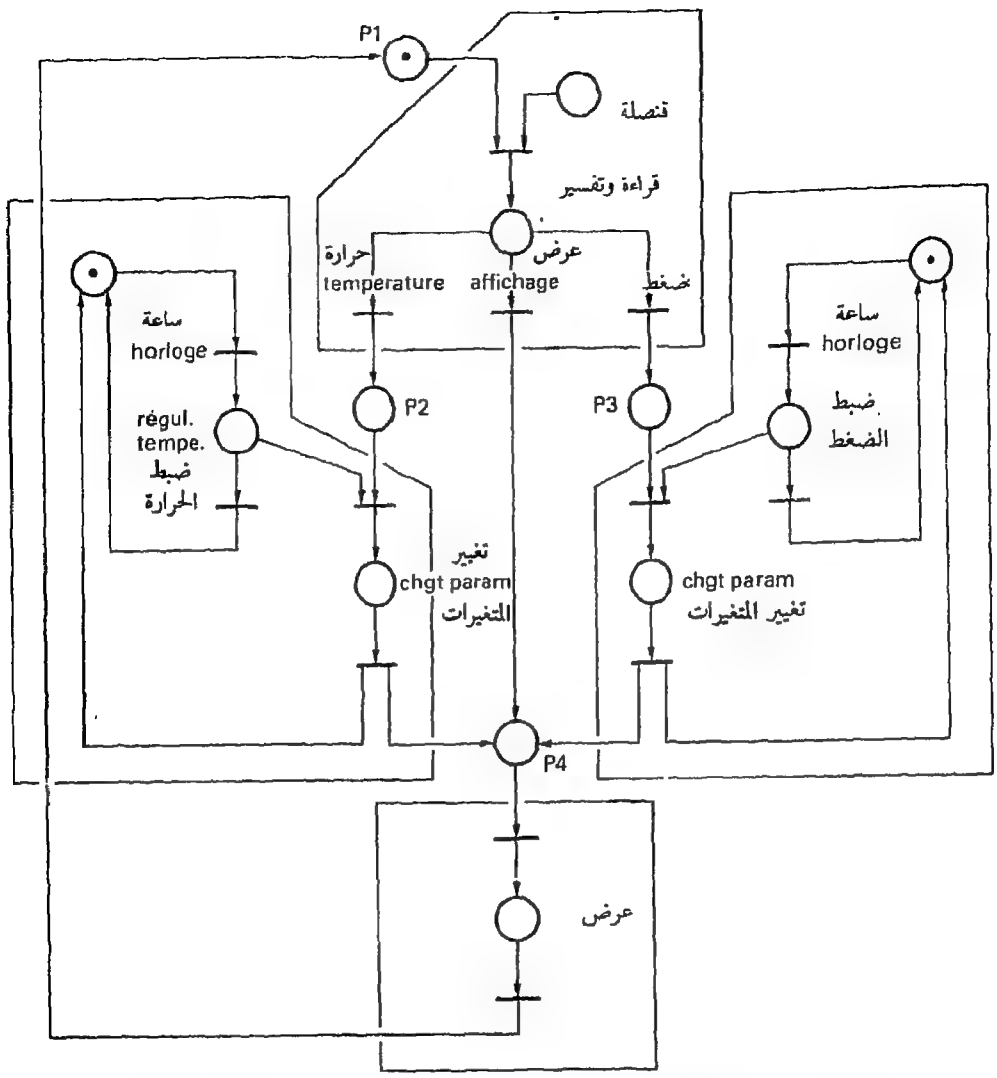 P1
قنصلة
قراءة وتفسير
عرض
حرارة
temperature
affichage
ضغط
ساعة
horloge
régul.
tempe.
ضبط
الحرارة
P2
P3
ساعة
horloge
ضبط
الضغط
تغيير
chgt param
المتغيرات
chgt param
تغيير المتغيرات
P4
عرض